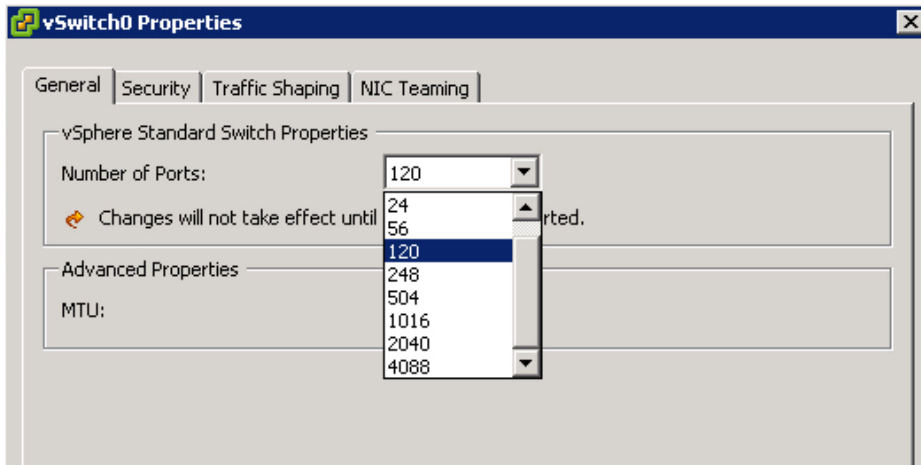 vSwitch0 Properties
General Security Traffic Shaping NIC Teaming
vSphere Standard Switch Properties
Number of Ports: 120
Changes will not take effect until rted.
24
56
120
248
504
1016
2040
4088
Advanced Properties
MTU: